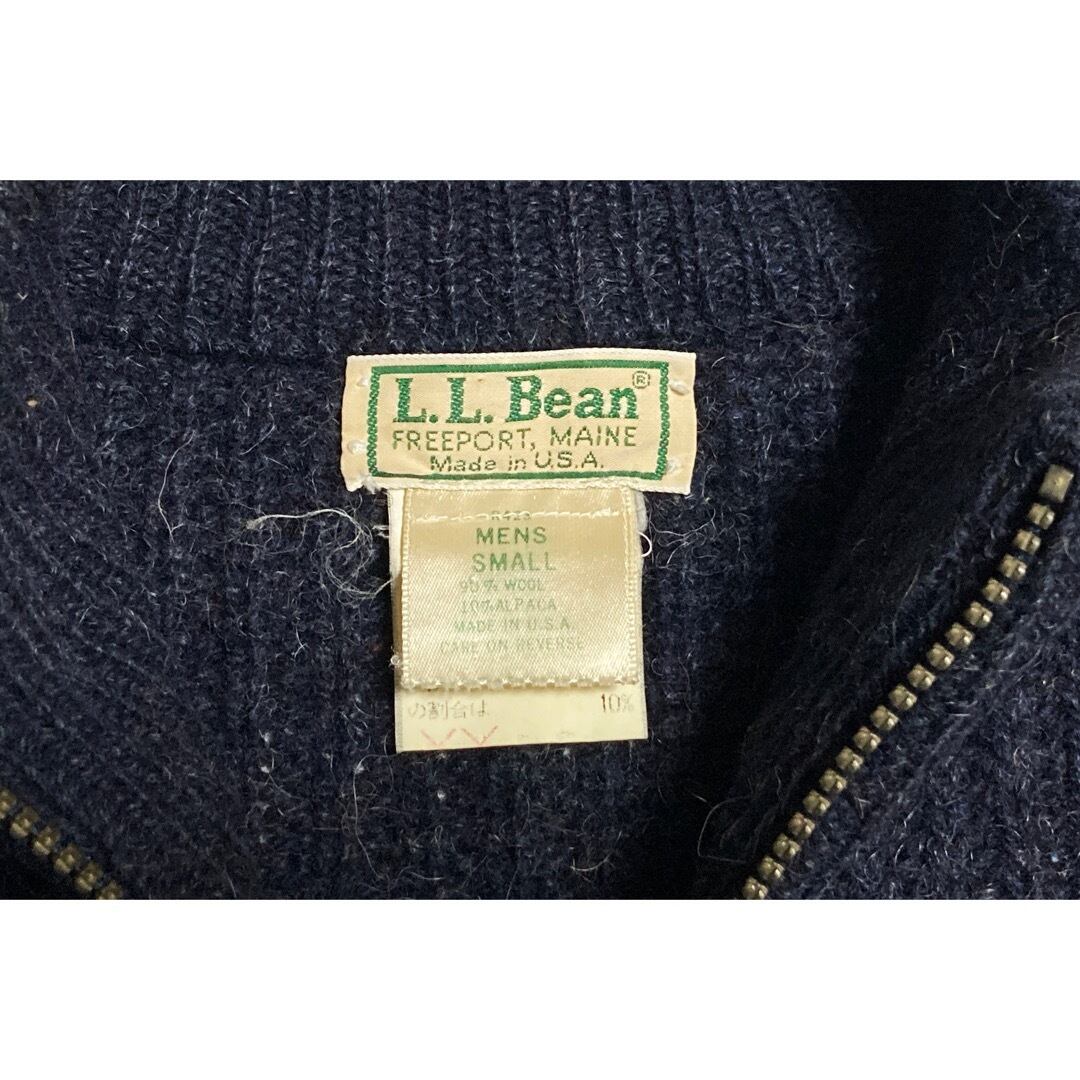 L.L.Bean®
FREEPORT, MAINE
Made in U.S.A.
MENS
SMALL
90% WOOL
10% ALPACA
MADE IN U.S.A.
CARE ON REVERSE
の割合は 10%